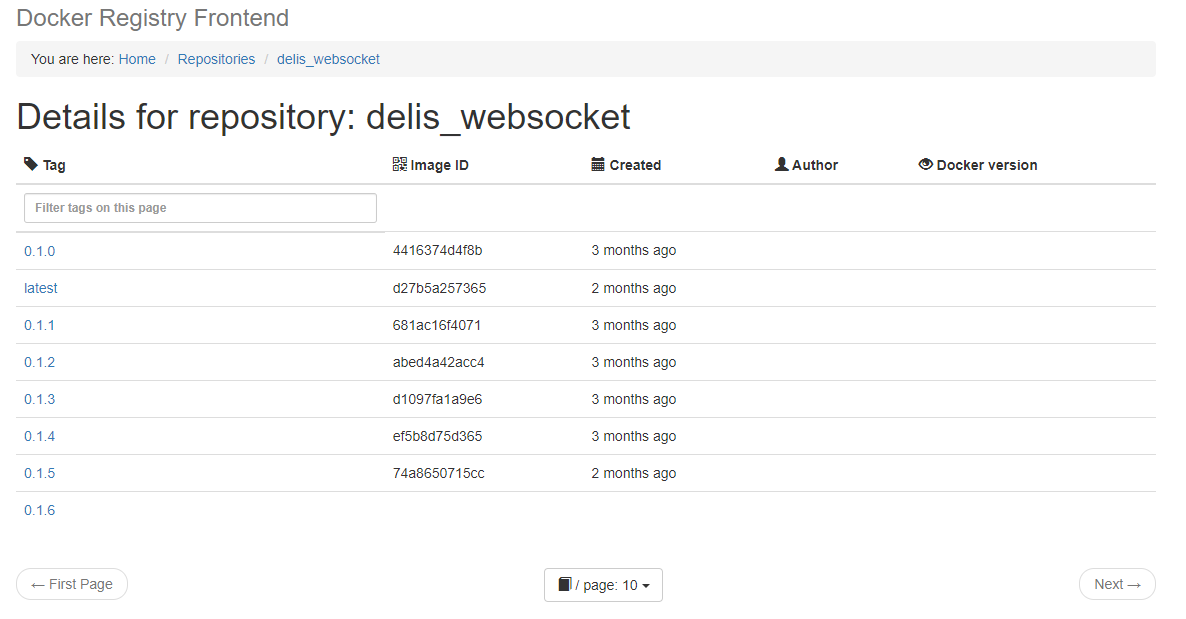 Docker Registry Frontend
You are here: Home / Repositories / delis_websocket
Details for repository: delis_websocket
Tag Image ID Created Author Docker version
Filter tags on this page
0.1.0 4416374d4f8b 3 months ago
latest d27b5a257365 2 months ago
0.1.1 681ac16f4071 3 months ago
0.1.2 abed4a42acc4 3 months ago
0.1.3 d1097fa1a9e6 3 months ago
0.1.4 ef5b8d75d365 3 months ago
0.1.5 74a8650715cc 2 months ago
0.1.6
← First Page / page: 10 Next →